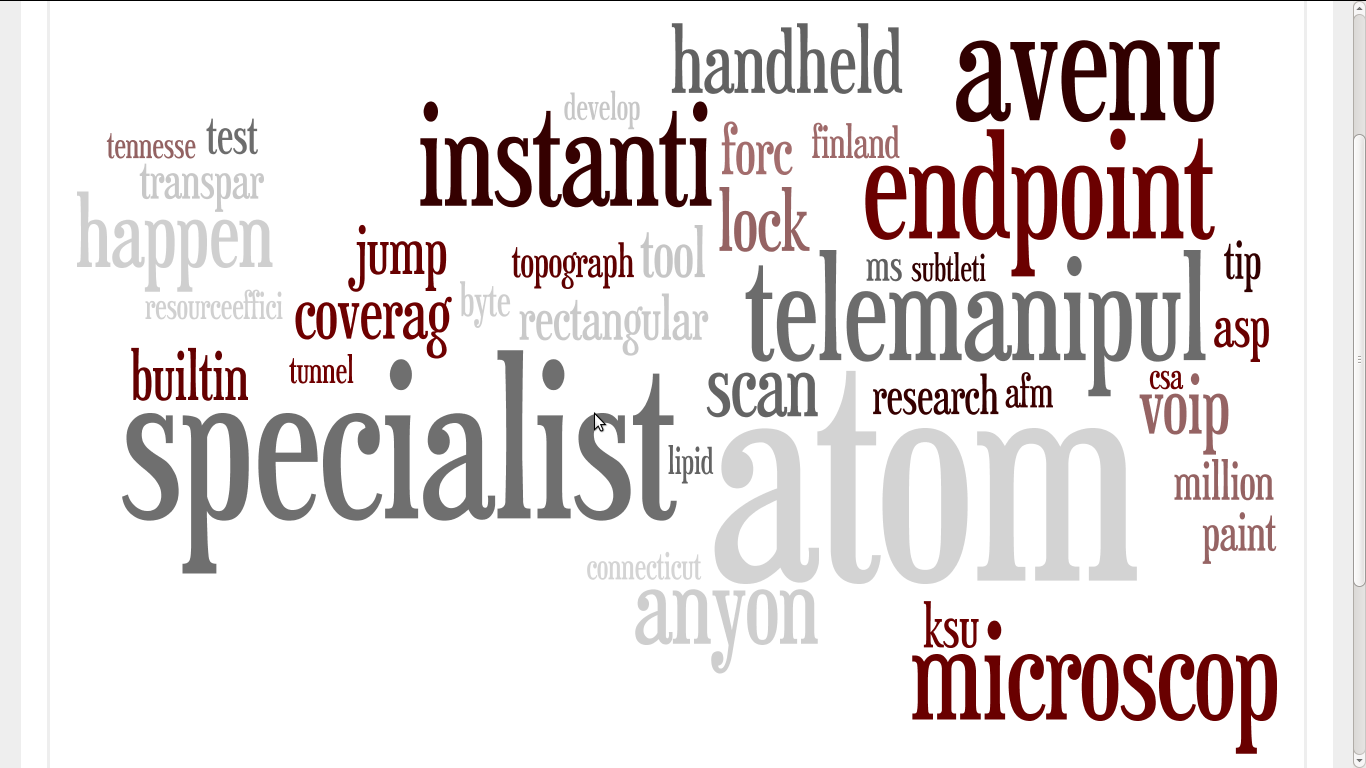 handheld
avenu
develop
instanti
tennesse
test
forc
finland
endpoint
transpar
happen
lock
jump
topograph
tool
ms
subtleti
tip
telemanipul
resourceeffici
coverag
byte
rectangular
asp
builtin
tunnel
scan
research
afm
csa
voip
specialist
lipid
atom
million
paint
connecticut
anyon
ksu
microscop